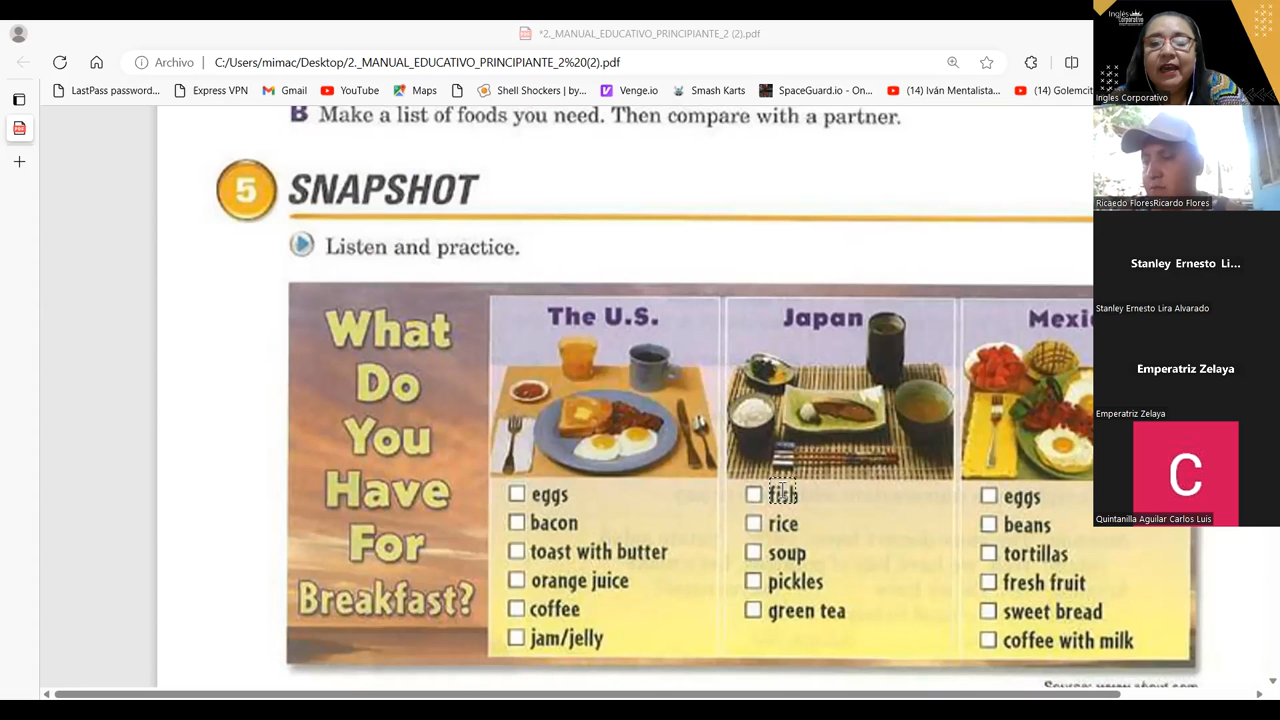 *2._MANUAL_EDUCATIVO_PRINCIPIANTE_2 (2).pdf
Archivo
C:/Users/mimac/Desktop/2._MANUAL_EDUCATIVO_PRINCIPIANTE_2%20(2).pdf
LastPass password...
Express VPN
Gmail
YouTube
Maps
Shell Shockers | by...
Venge.io
Smash Karts
SpaceGuard.io - On...
(14) Iván Mentalista...
(14) Golemcit
B Make a list of foods you need. Then compare with a partner.
5 SNAPSHOT
Listen and practice.
What
Do
You
Have
For
Breakfast?
The U.S.
eggs
bacon
toast with butter
orange juice
coffee
jam/jelly
Japan
fish
rice
soup
pickles
green tea
Mexi
eggs
beans
tortillas
fresh fruit
sweet bread
coffee with milk
Inglés
Corporativo
Ingles Corporativo
Ricaedo FloresRicardo Flores
Stanley Ernesto Li...
Stanley Ernesto Lira Alvarado
Emperatriz Zelaya
Emperatriz Zelaya
C
Quintanilla Aguilar Carlos Luis